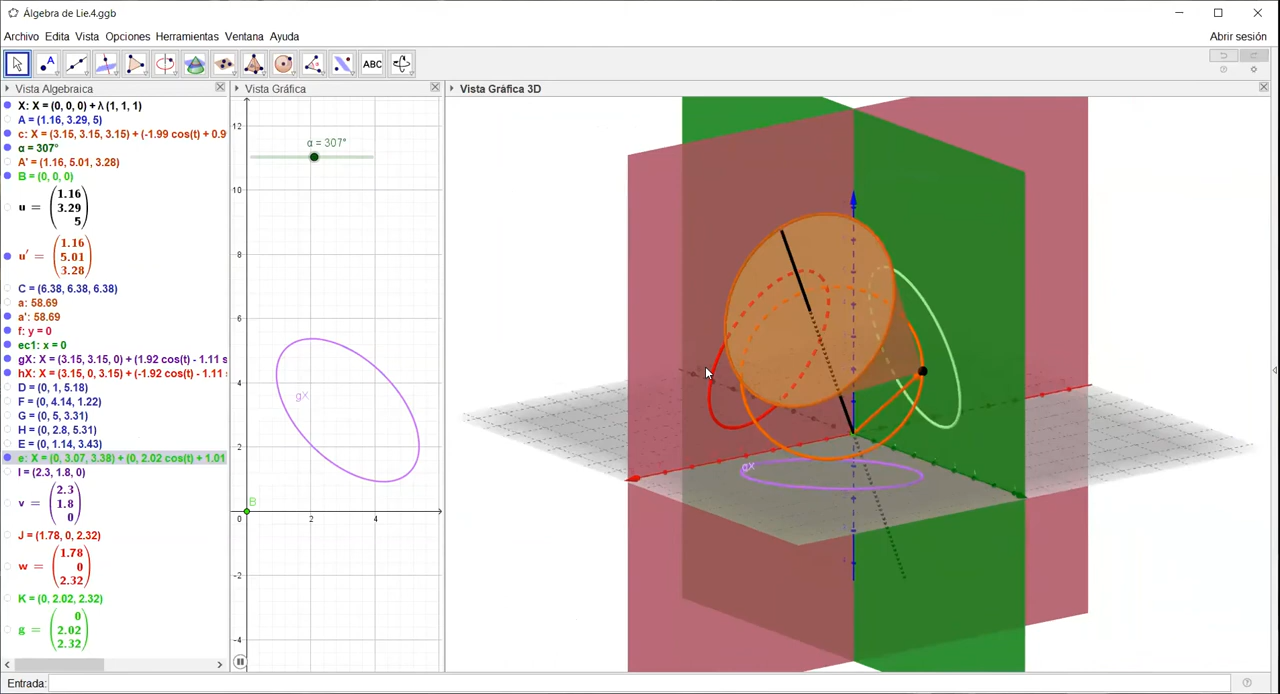 Álgebra de Lie.4.ggb
Archivo Edita Vista Opciones Herramientas Ventana Ayuda
Abrir sesión
A
ABC
Vista Algebraica
Vista Gráfica
Vista Gráfica 3D
X: X = (0, 0, 0) + λ (1, 1, 1)
A = (1.16, 3.29, 5)
c: X = (3.15, 3.15, 3.15) + (-1.99 cos(t) + 0.9
α = 307°
A' = (1.16, 5.01, 3.28)
B = (0, 0, 0)
u = (1.16
3.29
5)
u' = (1.16
5.01
3.28)
C = (6.38, 6.38, 6.38)
a: 58.69
a': 58.69
f: y = 0
ec1: x = 0
gX: X = (3.15, 3.15, 0) + (1.92 cos(t) - 1.11 s
hX: X = (3.15, 0, 3.15) + (-1.92 cos(t) - 1.11
D = (0, 1, 5.18)
F = (0, 4.14, 1.22)
G = (0, 5, 3.31)
H = (0, 2.8, 5.31)
E = (0, 1.14, 3.43)
e: X = (0, 3.07, 3.38) + (0, 2.02 cos(t) + 1.01
I = (2.3, 1.8, 0)
v = (2.3
1.8
0)
J = (1.78, 0, 2.32)
w = (1.78
0
2.32)
K = (0, 2.02, 2.32)
g = (0
2.02
2.32)
α = 307°
12
10
8
6
4
2
0
-2
-4
2
4
gX
B
gX
Entrada: